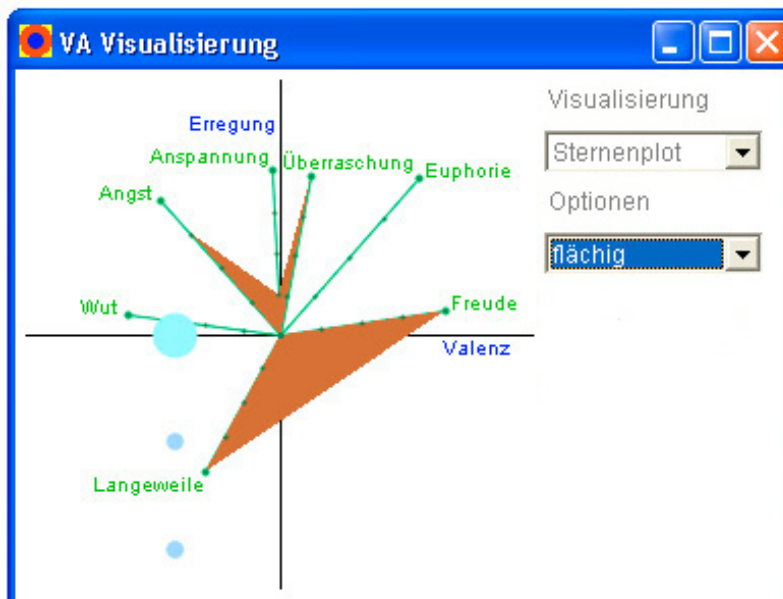 VA Visualisierung
Visualisierung
Erregung
Anspannung
Überraschung
Sternenplot
Euphorie
Angst
Optionen
flächig
Wut
Freude
Valenz
Langeweile